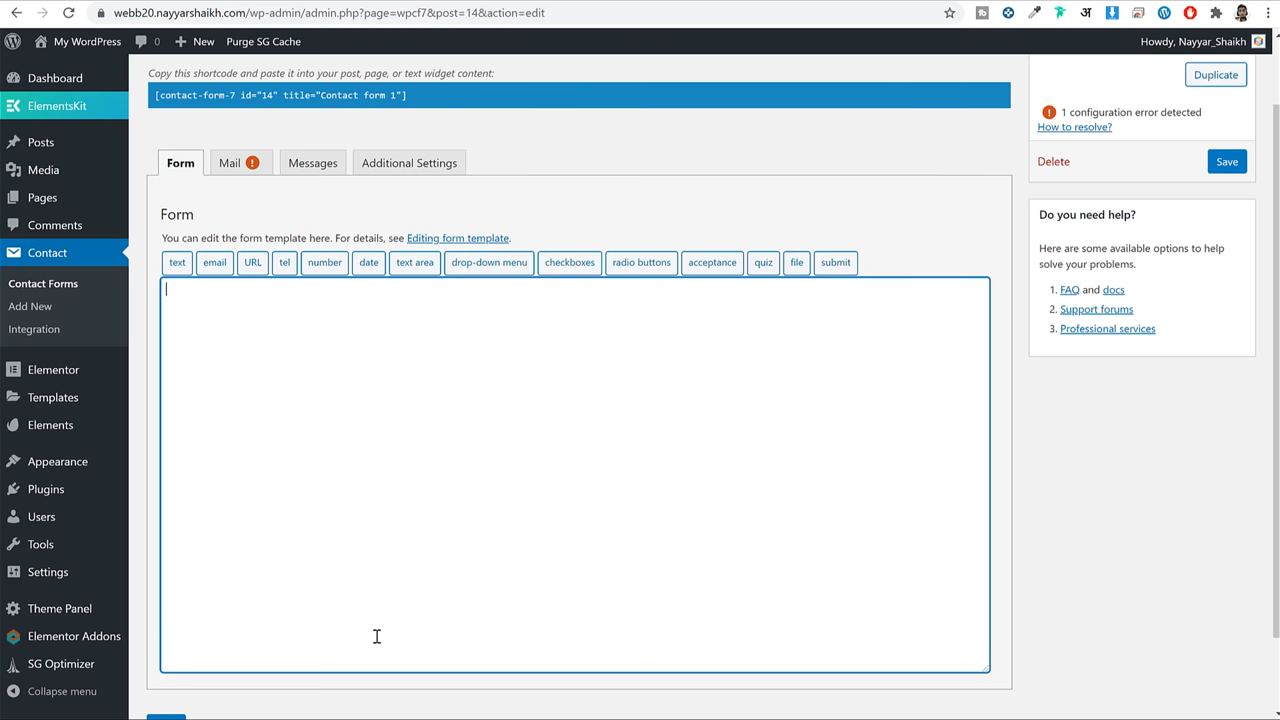 webb20.nayyarshaikh.com/wp-admin/admin.php?page=wpcf7&post=14&action=edit
अ
My WordPress
0
New
Purge SG Cache
Howdy, Nayyar_Shaikh
Dashboard
ElementsKit
Posts
Media
Pages
Comments
Contact
Contact Forms
Add New
Integration
Elementor
Templates
Elements
Appearance
Plugins
Users
Tools
Settings
Theme Panel
Elementor Addons
SG Optimizer
Collapse menu
Copy this shortcode and paste it into your post, page, or text widget content:
[contact-form-7 id="14" title="Contact form 1"]
Form
Mail !
Messages
Additional Settings
Form
You can edit the form template here. For details, see Editing form template.
text
email
URL
tel
number
date
text area
drop-down menu
checkboxes
radio buttons
acceptance
quiz
file
submit
Duplicate
! 1 configuration error detected
How to resolve?
Delete
Save
Do you need help?
Here are some available options to help
solve your problems.
1. FAQ and docs
2. Support forums
3. Professional services